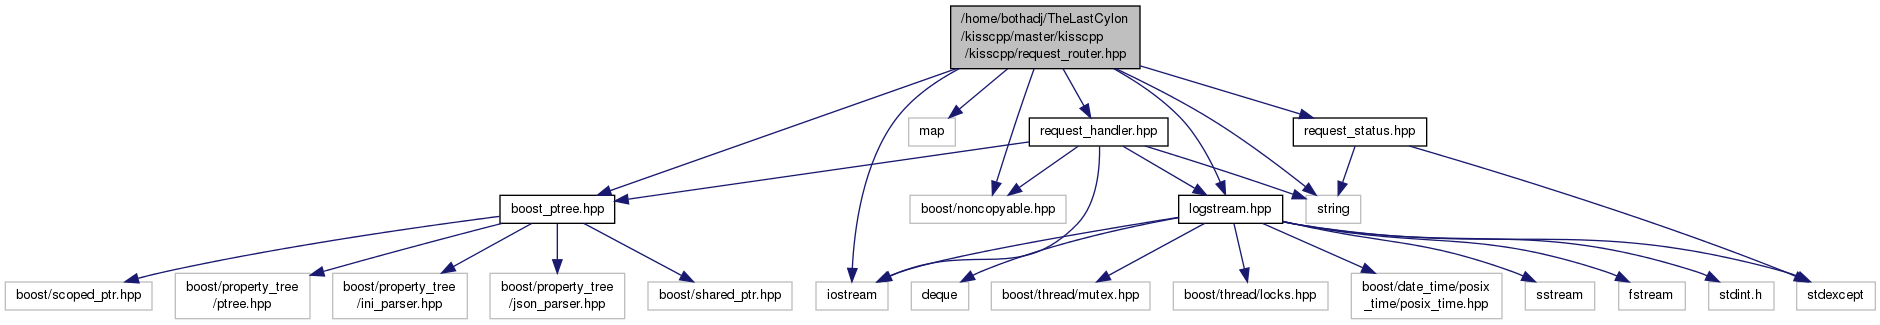 /home/bothadj/TheLastCylon
/kisscpp/master/kisscpp
/kisscpp/request_router.hpp
map
request_handler.hpp
request_status.hpp
boost_ptree.hpp
boost/noncopyable.hpp
logstream.hpp
string
boost/scoped_ptr.hpp
boost/property_tree
/ptree.hpp
boost/property_tree
/ini_parser.hpp
boost/property_tree
/json_parser.hpp
boost/shared_ptr.hpp
iostream
deque
boost/thread/mutex.hpp
boost/thread/locks.hpp
boost/date_time/posix
_time/posix_time.hpp
sstream
fstream
stdint.h
stdexcept